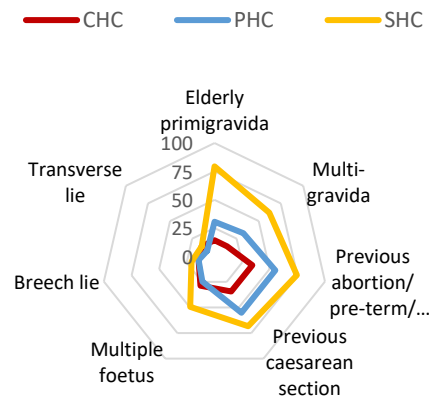 CHC
PHC
SHC
Elderly
primigravida
100
75
50
25
0
Multi-
gravida
Previous
abortion/
pre-term/...
Previous
caesarean
section
Multiple
foetus
Breech lie
Transverse
lie